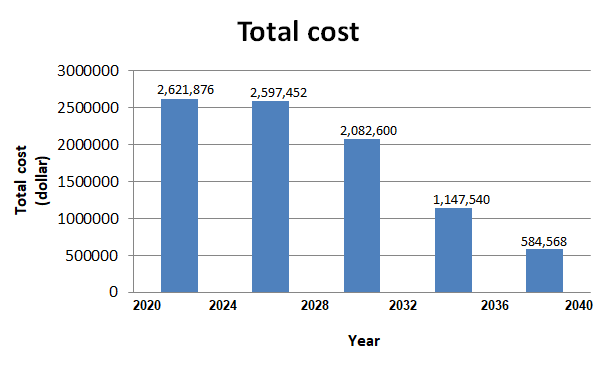 Total cost
3000000
2500000
2000000
1500000
1000000
500000
0
Total cost
(dollar)
2,621,876
2,597,452
2,082,600
1,147,540
584,568
2020 2024 2028 2032 2036 2040
Year